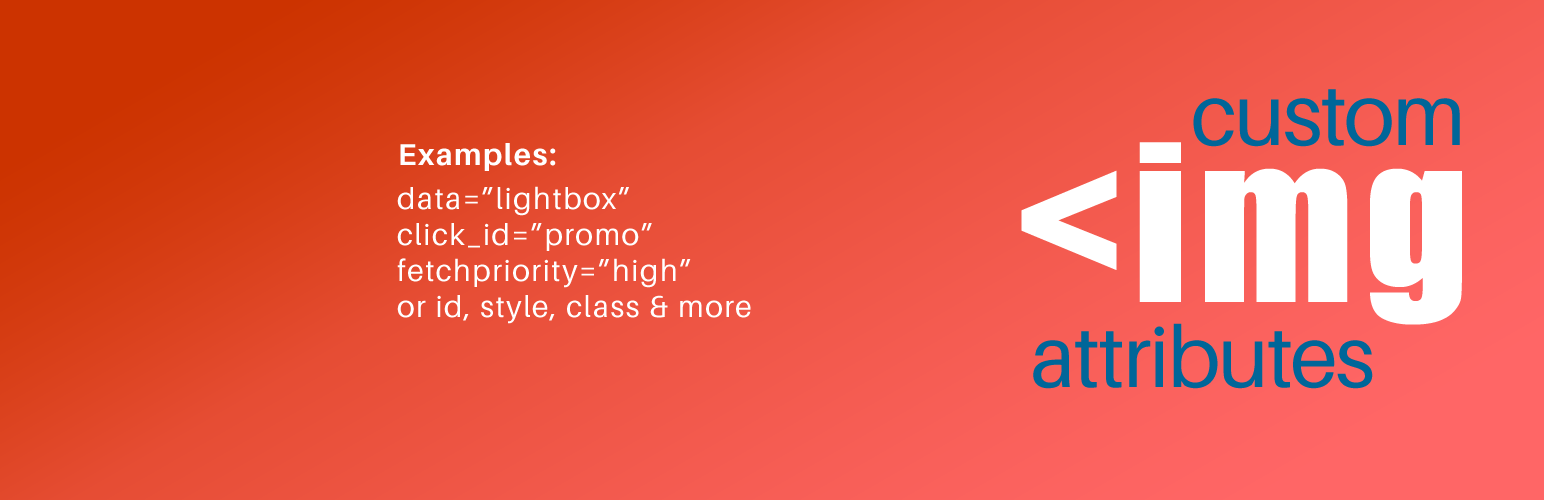 Examples:
data=”lightbox”
click_id=”promo”
fetchpriority=”high”
or id, style, class & more
custom
<img
attributes